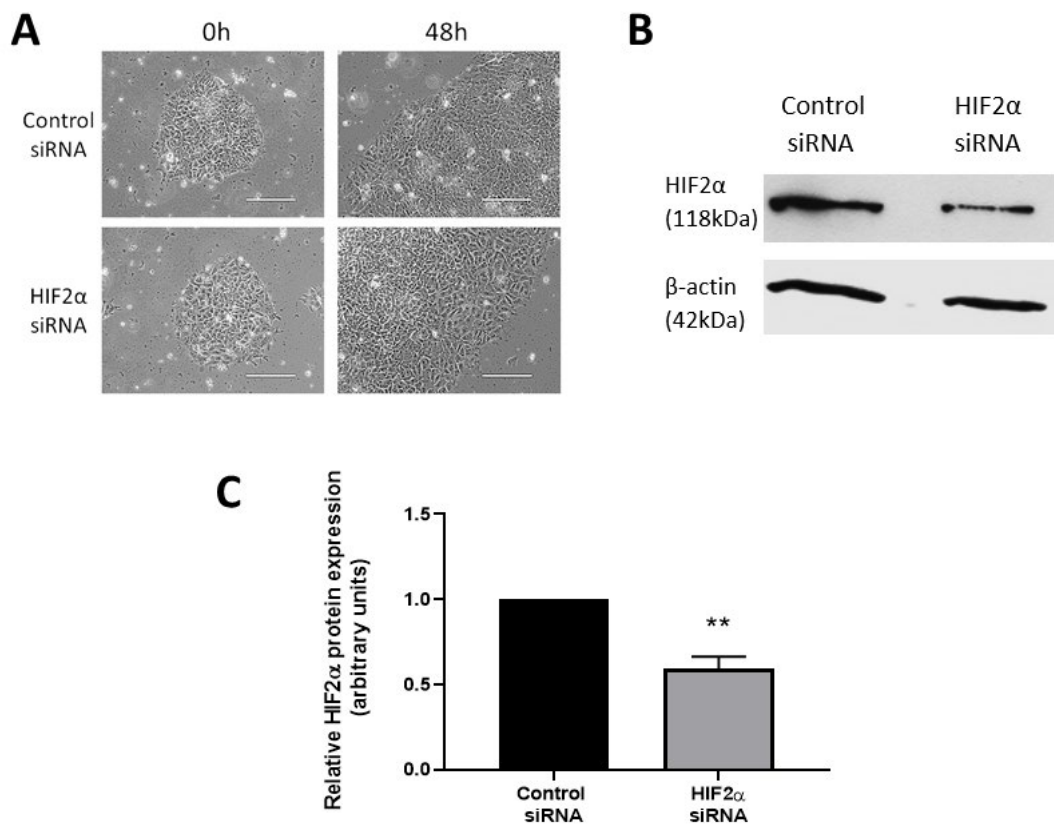 A
0h
48h
Control
siRNA
HIF2α
siRNA
B
Control
siRNA
HIF2α
siRNA
HIF2α
(118kDa)
β-actin
(42kDa)
C
Relative HIF2α protein expression
(arbitrary units)
1.5
1.0
0.5
0.0
**
Control
siRNA
HIF2α
siRNA